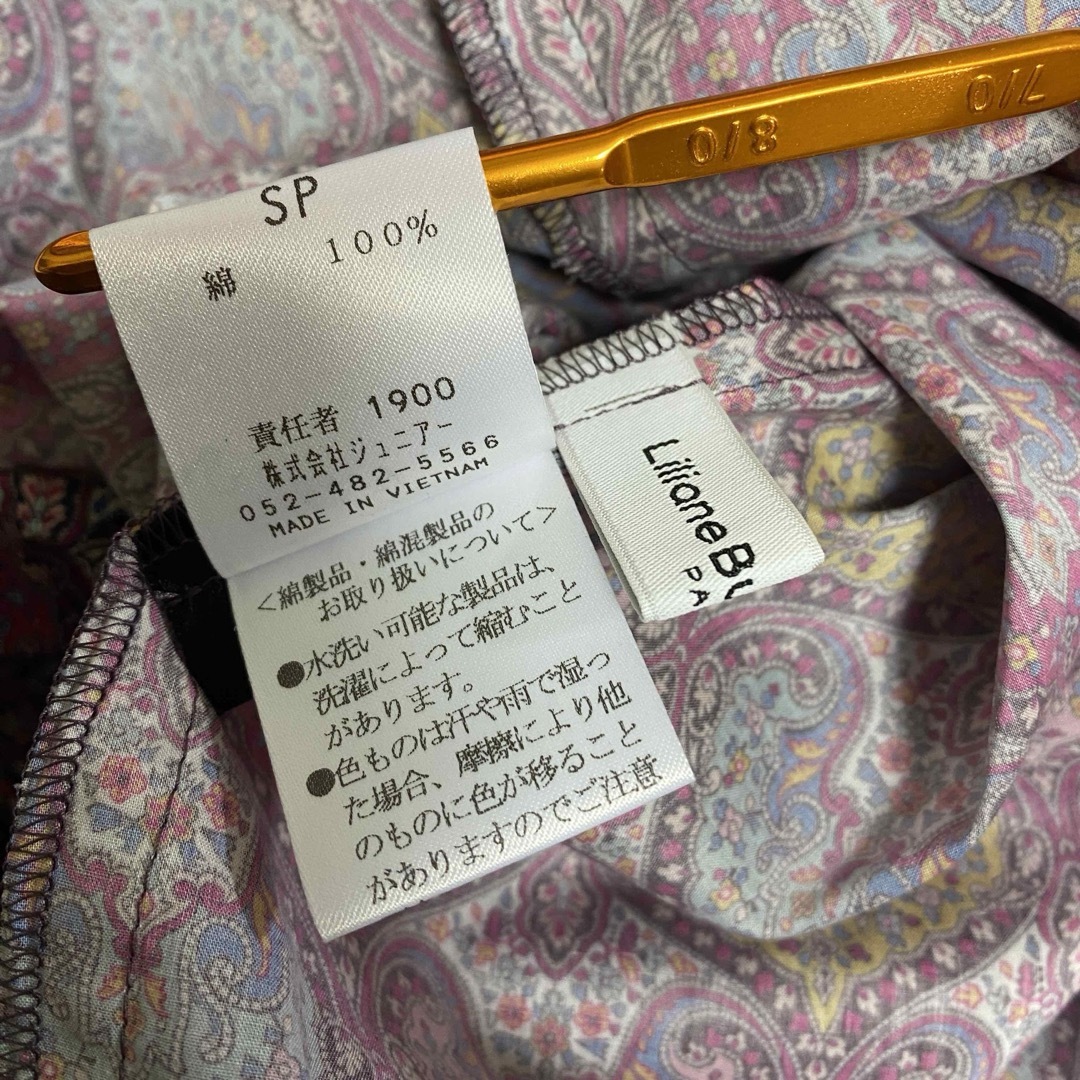 8/0
7/0
SP
綿 100%
責任者 1900
株式会社ジュニアー
052-482-5566
MADE IN VIETNAM
<綿製品・綿混製品の
お取り扱いについて>
●水洗い可能な製品は、
洗濯によって縮むこと
があります。
●色ものは汗や雨で湿っ
た場合、摩擦により他
のものに色が移ること
がありますのでご注意
Liliane